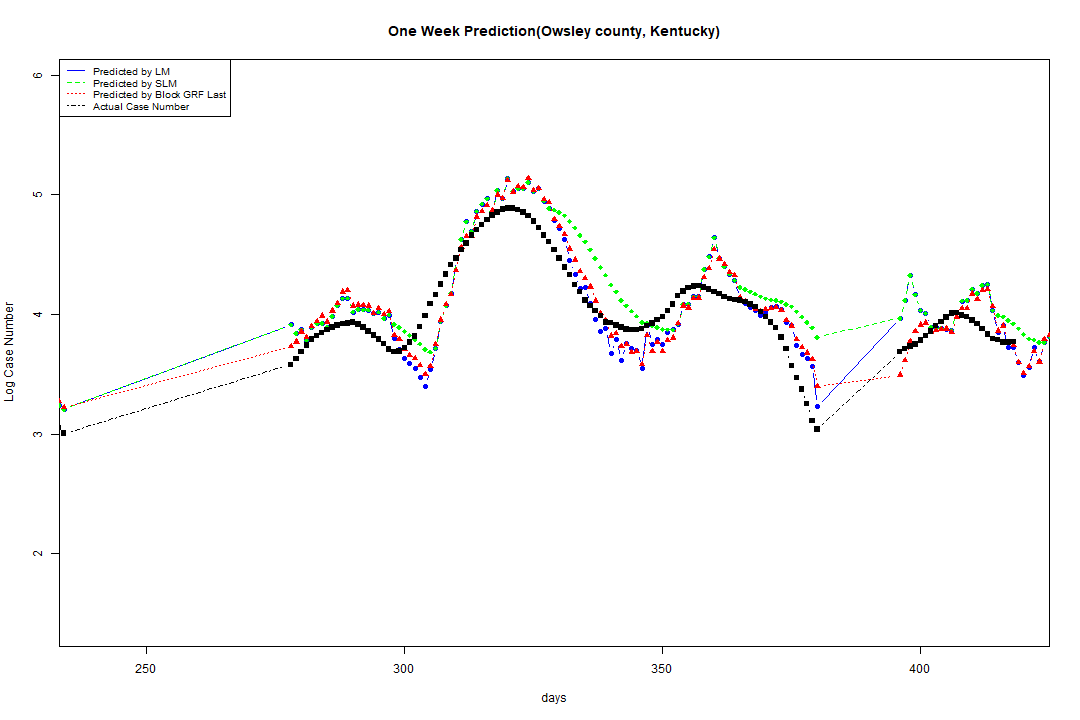 One Week Prediction(Owsley county, Kentucky)
Predicted by LM
Predicted by SLM
Predicted by Block GRF Last
Actual Case Number
6
5
4
3
2
Log Case Number
250
300
350
400
days